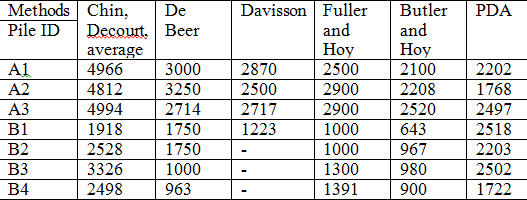 Methods Chin, De Davisson Fuller Butler PDA
Pile ID Decourt, Beer and and
average Hoy Hoy
A1 4966 3000 2870 2500 2100 2202
A2 4812 3250 2500 2900 2208 1768
A3 4994 2714 2717 2900 2520 2497
B1 1918 1750 1223 1000 643 2518
B2 2528 1750 - 1000 967 2203
B3 3326 1000 - 1300 980 2502
B4 2498 963 - 1391 900 1722